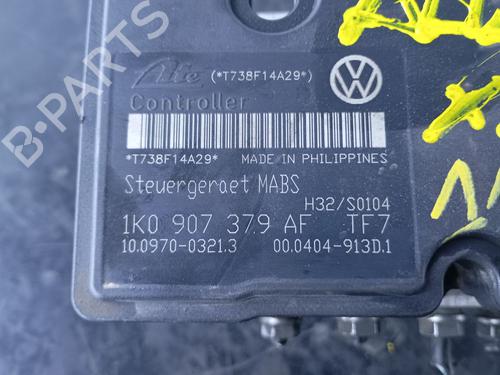 Ate (*T738F14A29*)
Controller
*T738F14A29* MADE IN PHILIPPINES
Steuergeraet MABS
H32/S0104
1K0 907 379 AF TF7
10.0970-0321.3 00.0404-913D.1
B-PARTS